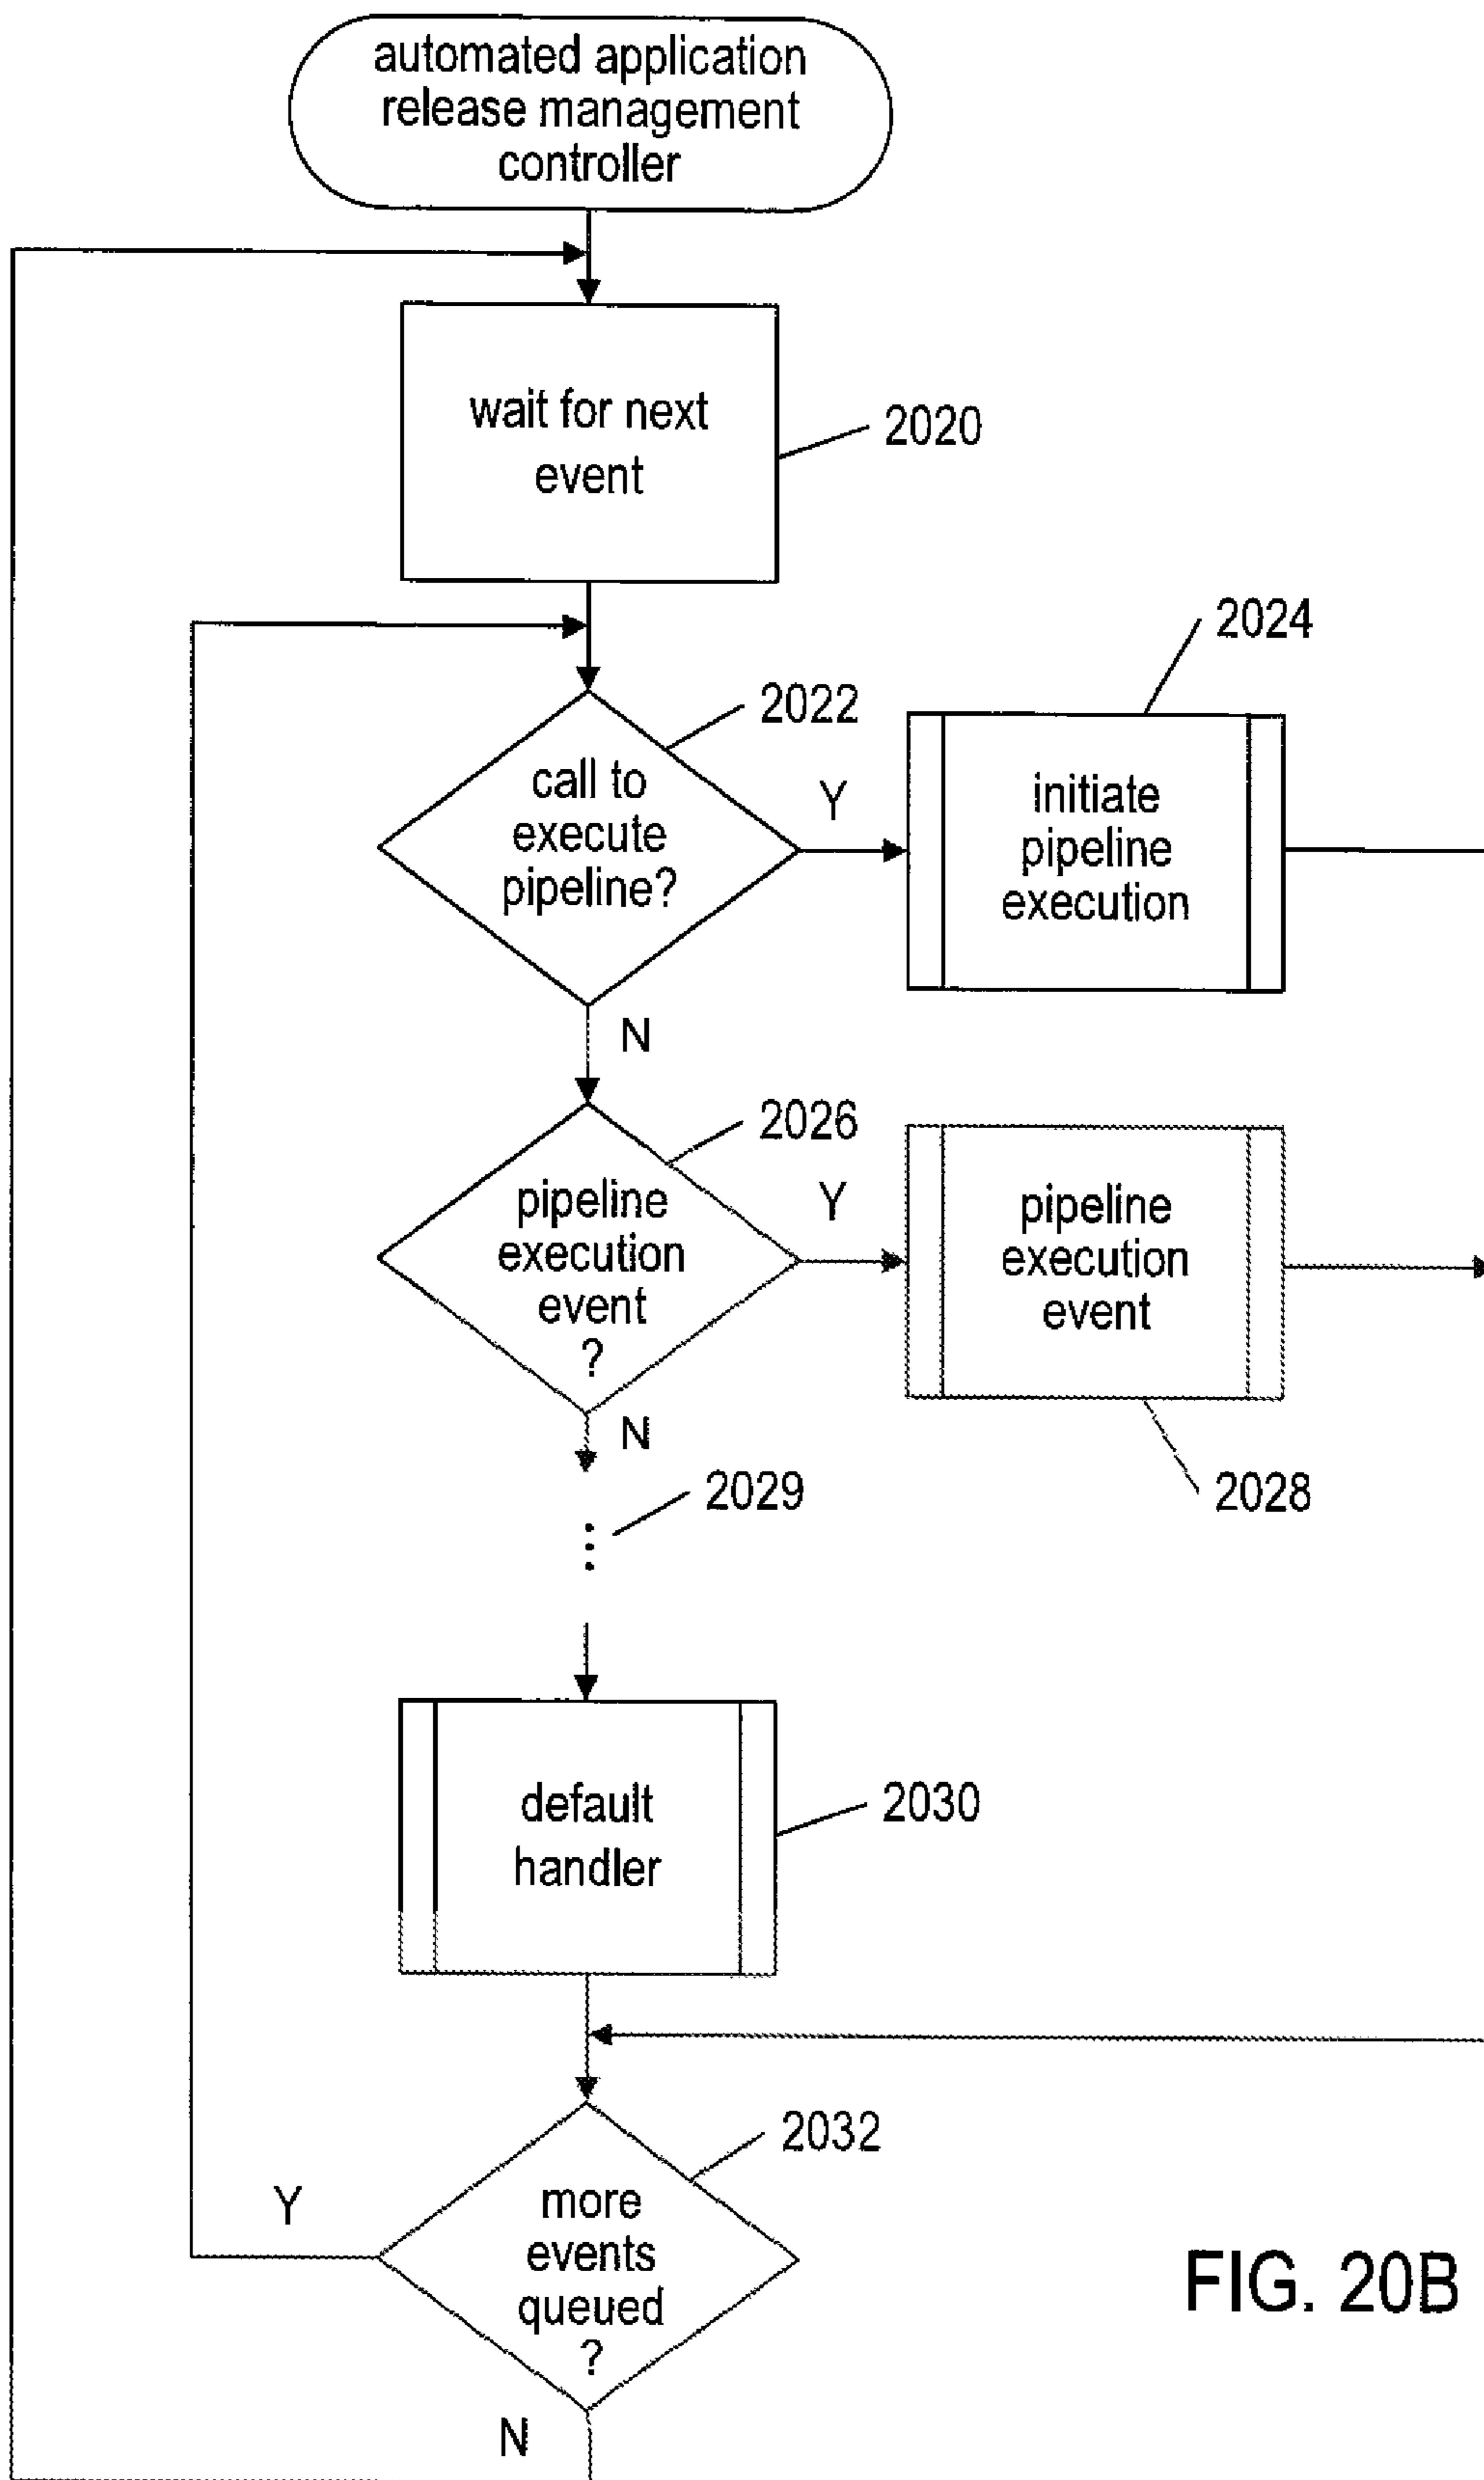 automated application
release management
controller
wait for next
event
2020
2024
2022
call to
execute
pipeline?
Y
initiate
pipeline
execution
N
2026
pipeline
execution
event
?
Y
pipeline
execution
event
N
2028
2029
default
handler
2030
2032
more
events
queued
?
Y
N
FIG. 20B